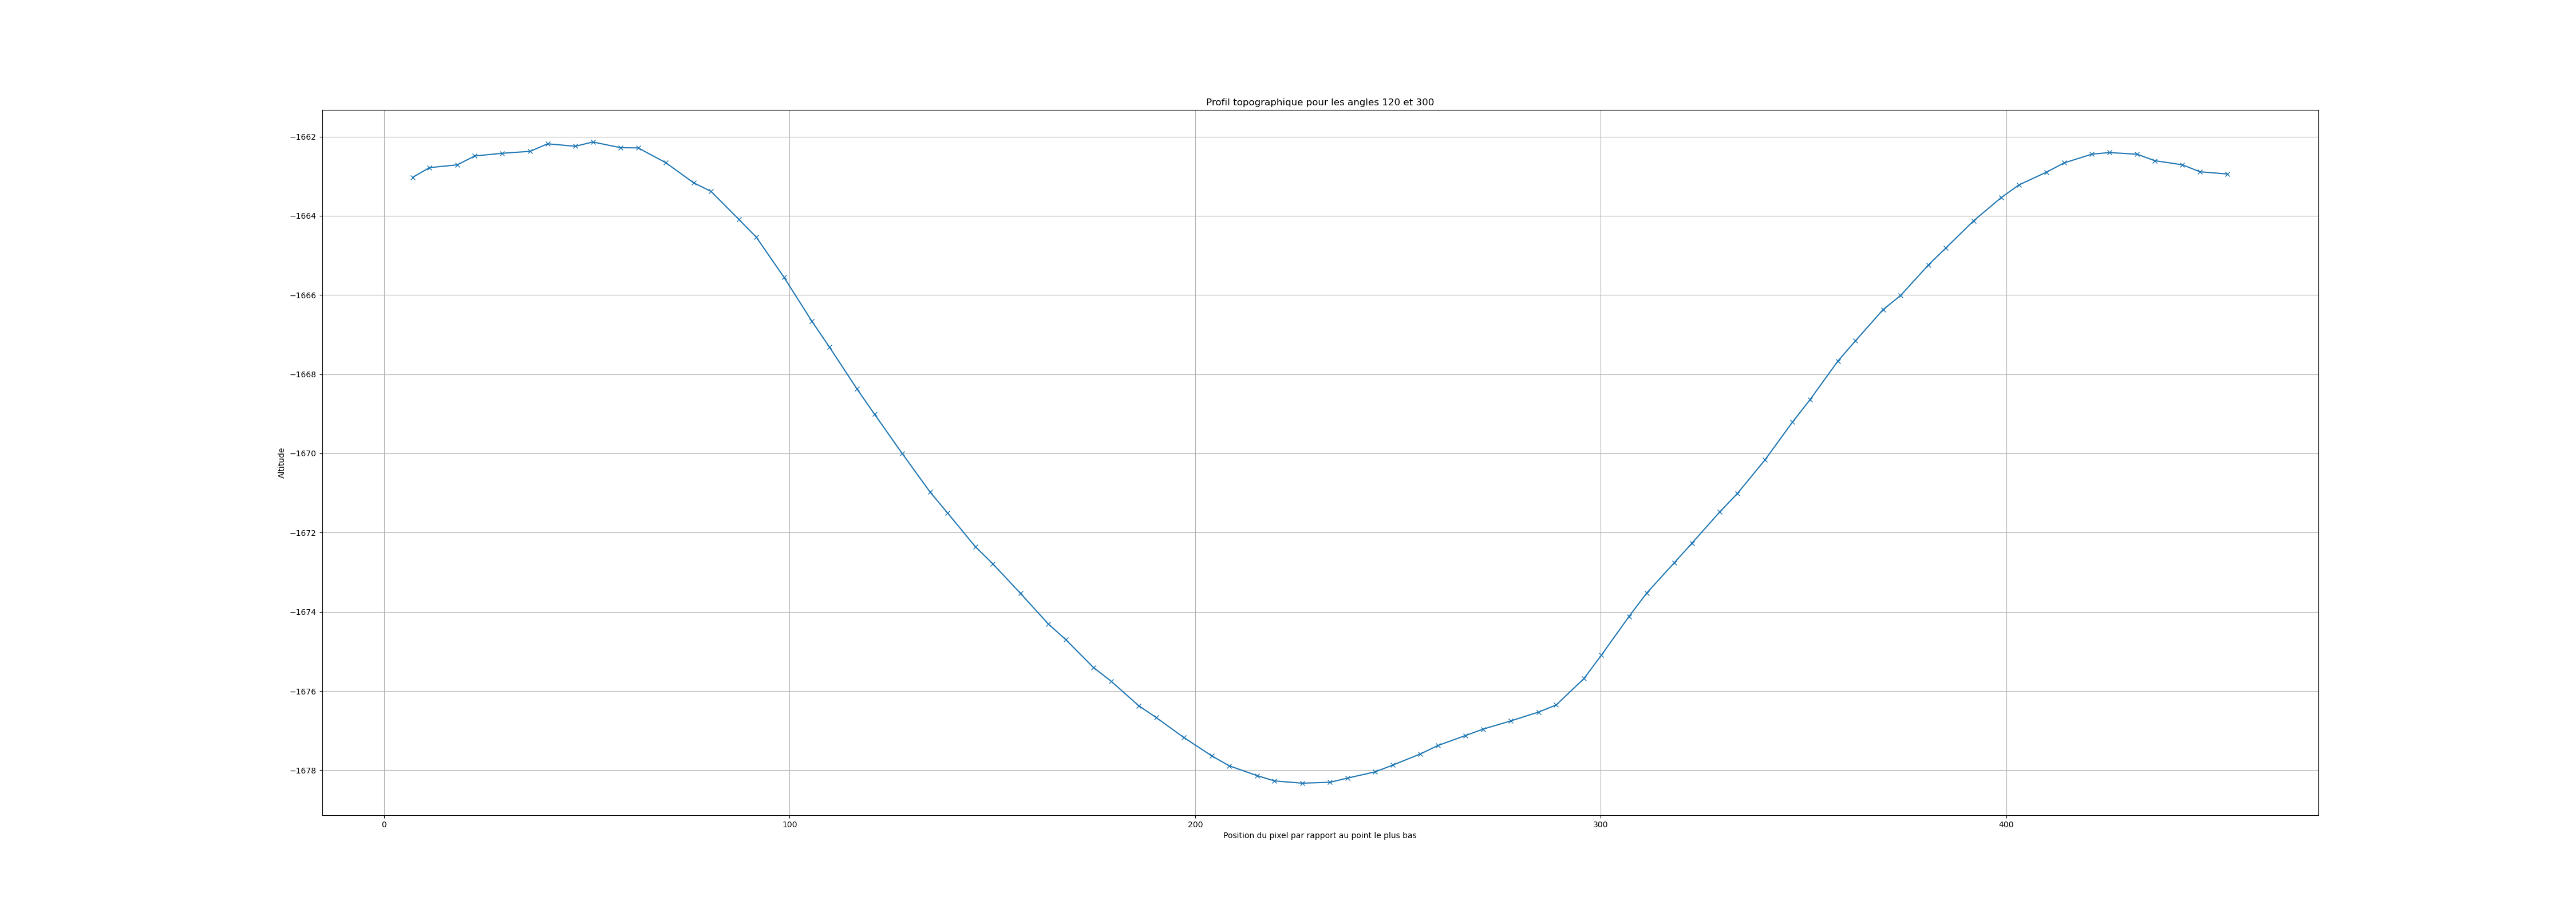 Profil topographique pour les angles 120 et 300
−1662
−1664
−1666
−1668
−1670
−1672
−1674
−1676
−1678
Altitude
0 100 200 300 400
Position du pixel par rapport au point le plus bas